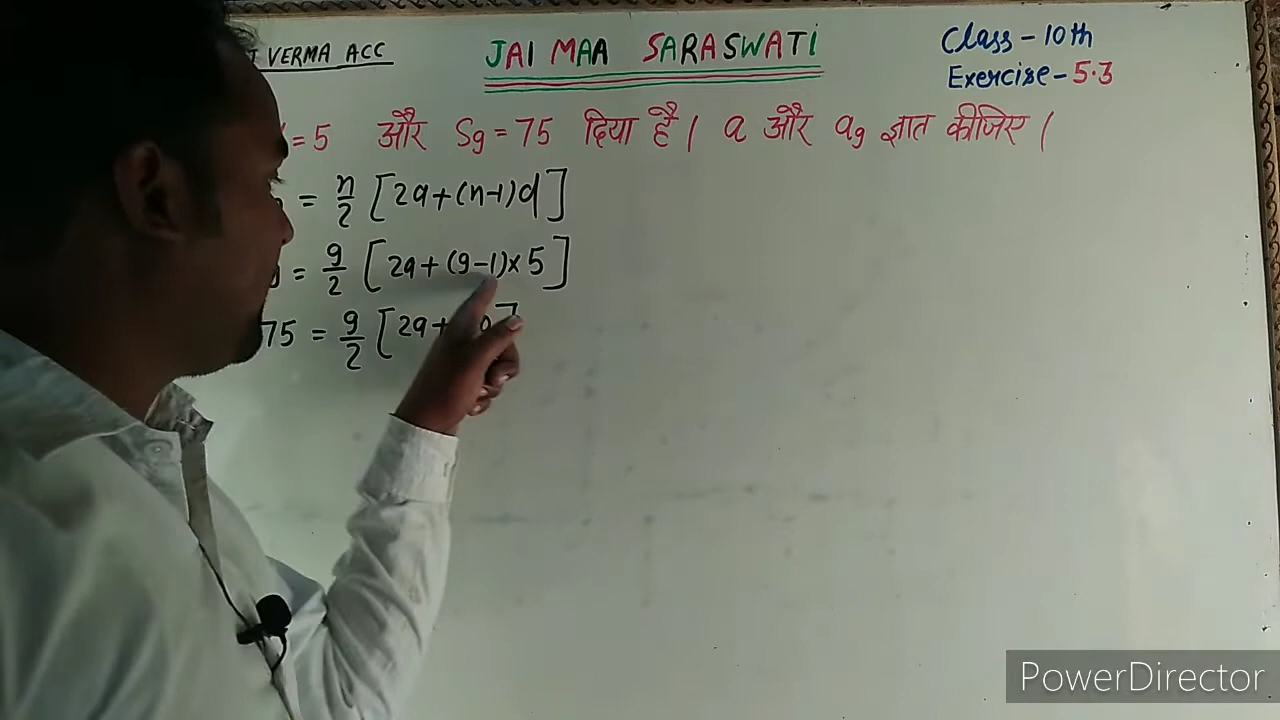 VERMA ACC
JAI MAA SARASWATI
Class-10th
Exercise-5.3
=5 और S9=75 दिया है। a और a9 ज्ञात कीजिए।
= n/2 [2a+(n-1)d]
= 9/2 [2a+(9-1)×5]
75 = 9/2 [2a+
PowerDirector